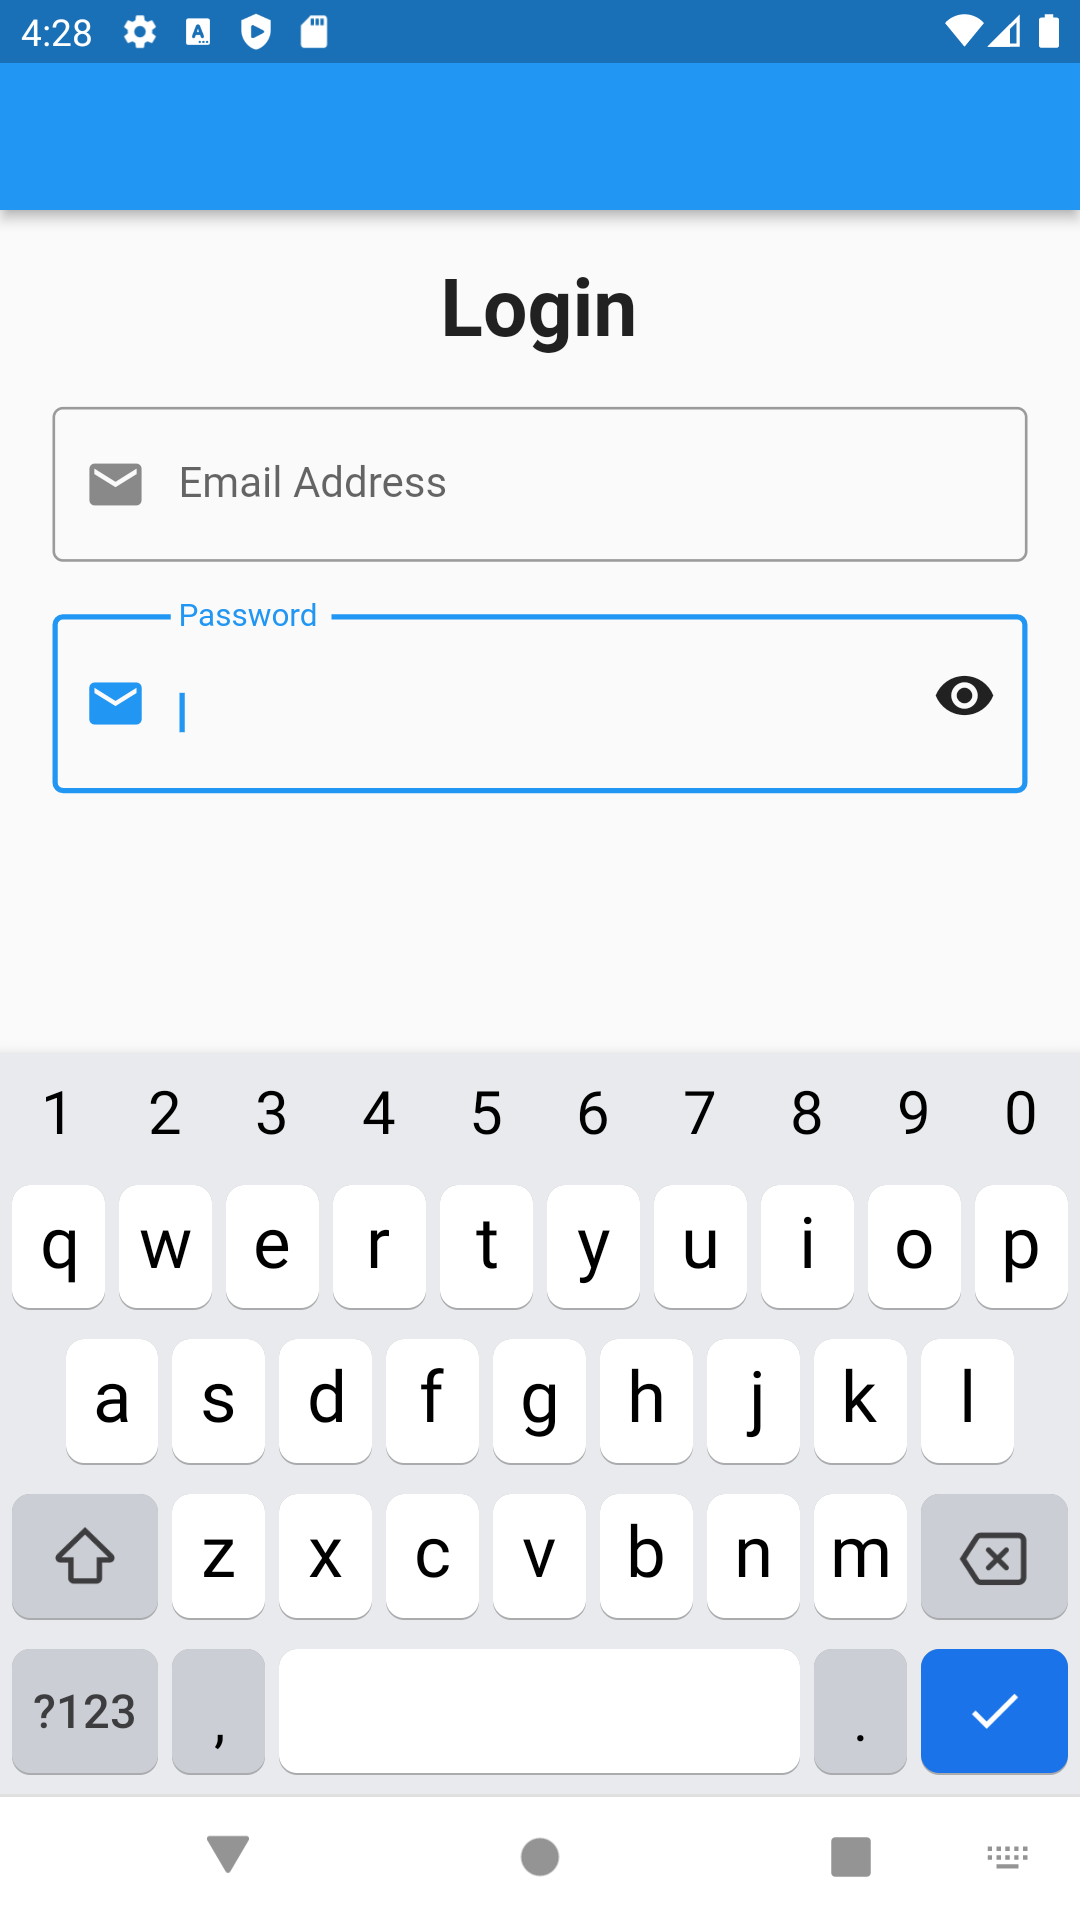 4:28
Login
Email Address
Password
1 2 3 4 5 6 7 8 9 0
q w e r t y u i o p
a s d f g h j k l
z x c v b n m
?123 , .